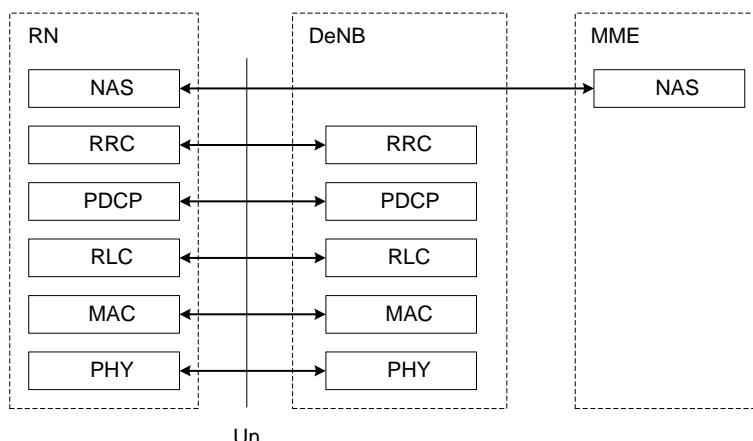 RN DeNB MME
NAS NAS
RRC RRC
PDCP PDCP
RLC RLC
MAC MAC
PHY PHY
Un